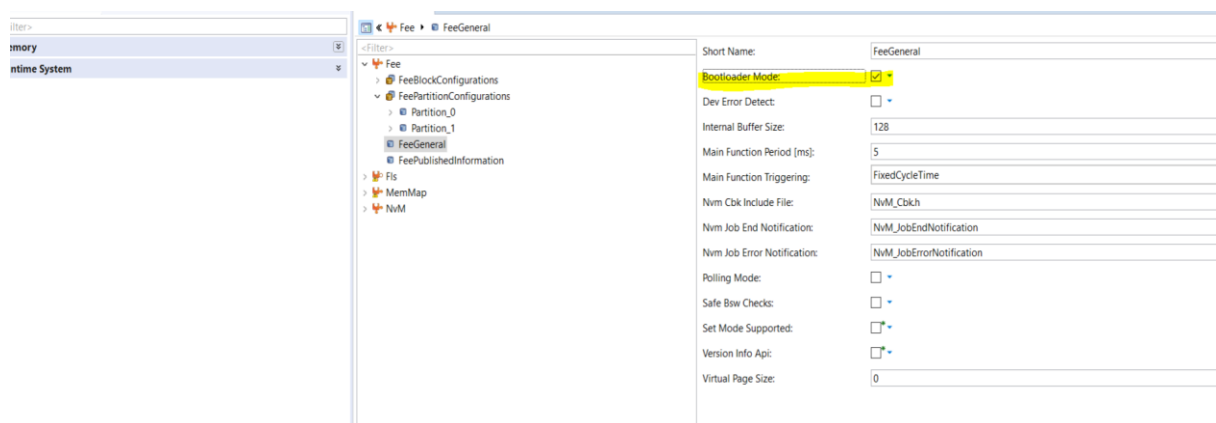 Fee FeeGeneral
<Filter>
Fee
FeeBlockConfigurations
FeePartitionConfigurations
Partition_0
Partition_1
FeeGeneral
FeePublishedInformation
Fls
MemMap
NvM
ilter>
emory
ntime System
Short Name: FeeGeneral
Bootloader Mode:
Dev Error Detect:
Internal Buffer Size: 128
Main Function Period [ms]: 5
Main Function Triggering: FixedCycleTime
Nvm Cbk Include File: NvM_Cbk.h
Nvm Job End Notification: NvM_JobEndNotification
Nvm Job Error Notification: NvM_JobErrorNotification
Polling Mode:
Safe Bsw Checks:
Set Mode Supported:
Version Info Api:
Virtual Page Size: 0